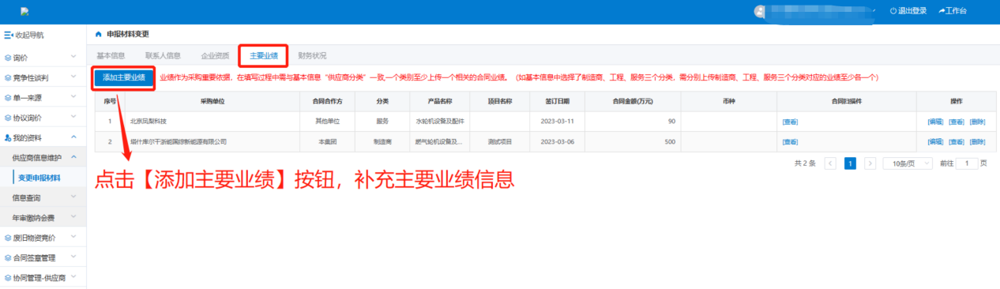 退出登录 工作台
收起导航
申报材料变更
基本信息 联系人信息 企业资质 主要业绩 财务状况
询价
竞争性谈判
单一来源
协议询价
我的资料
供应商信息维护
变更申报材料
信息查询
年审缴纳会费
废旧物资竞价
合同签章管理
协同管理-供应商
添加主要业绩 业绩作为采购重要依据，在填写过程中需与基本信息“供应商分类”一致,一个类别至少上传一个相关的合同业绩。（如基本信息中选择了制造商、工程、服务三个分类，需分别上传制造商、工程、服务三个分类对应的业绩至少各一个）
序号 采购单位 合同合作方 分类 产品名称 项目名称 签订日期 合同金额(万元) 币种 合同扫描件 操作
1 北京凤梨科技 其他单位 服务 水轮机设备及配件 2023-03-11 90 [查看] [编辑] [查看] [删除]
2 塔什库尔干浙能国综新能源有限公司 本集团 制造商 燃气轮机设备及... 测试项目 2023-03-06 500 [查看] [编辑] [查看] [删除]
共 2 条 1 10条/页 前往 1 页
点击【添加主要业绩】按钮，补充主要业绩信息